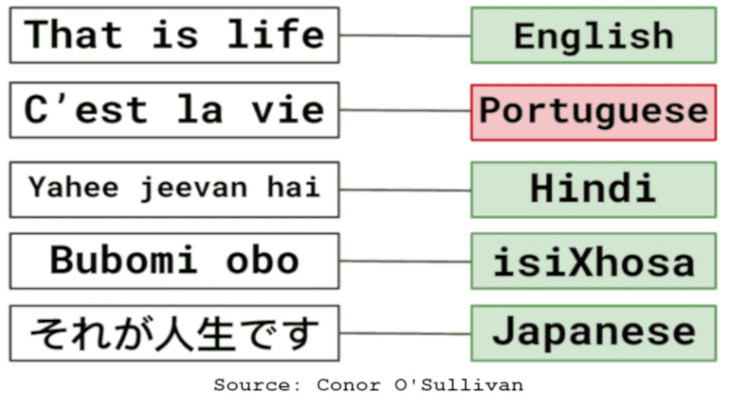 That is life English
C’est la vie Portuguese
Yahee jeevan hai Hindi
Bubomi obo isiXhosa
それが人生です Japanese
Source: Conor O'Sullivan